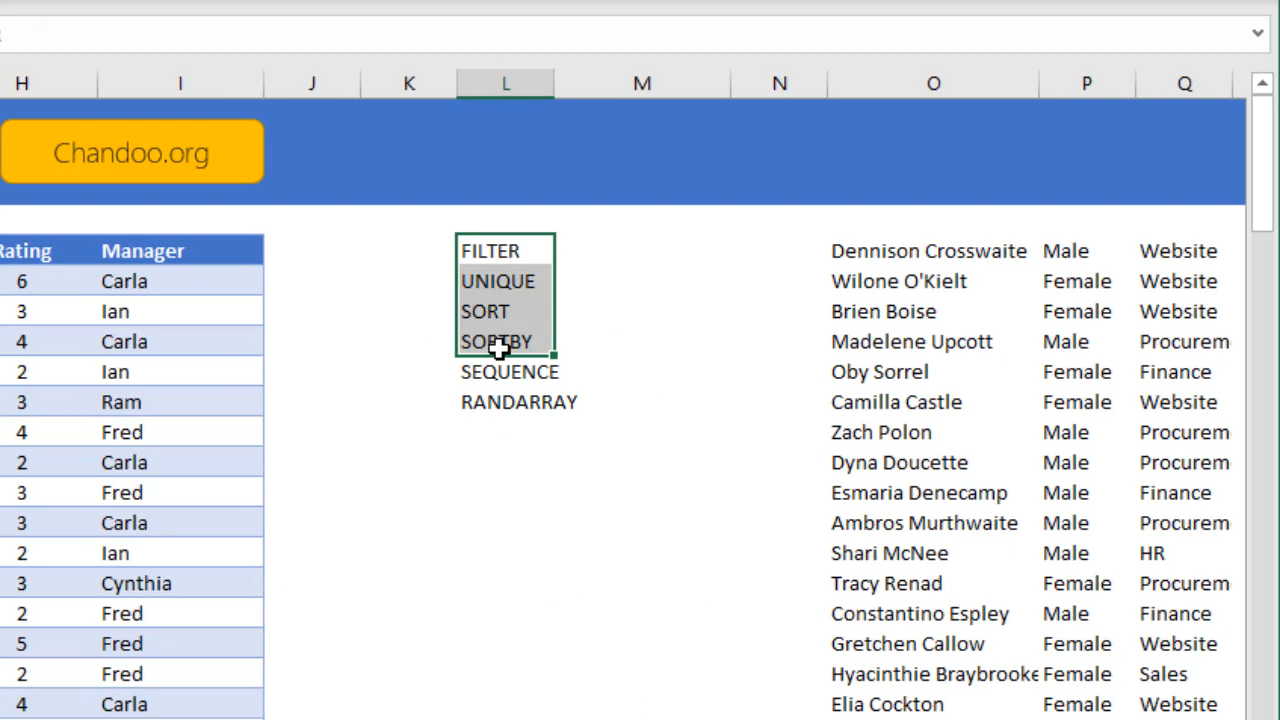 H I J K L M N O P Q
Chandoo.org
Rating Manager FILTER Dennison Crosswaite Male Website
6 Carla UNIQUE Wilone O'Kielt Female Website
3 Ian SORT Brien Boise Male Website
4 Carla SORTBY Madelene Upcott Male Procurem
2 Ian SEQUENCE Oby Sorrel Female Finance
3 Ram RANDARRAY Camilla Castle Female Website
4 Fred Zach Polon Male Procurem
2 Carla Dyna Doucette Male Procurem
3 Fred Esmaria Denecamp Male Finance
3 Carla Ambros Murthwaite Male Procurem
2 Ian Shari McNee Male HR
3 Cynthia Tracy Renad Female Procurem
2 Fred Constantino Espley Male Finance
5 Fred Gretchen Callow Female Website
2 Fred Hyacinthie Braybrooke Female Sales
4 Carla Elia Cockton Female Website